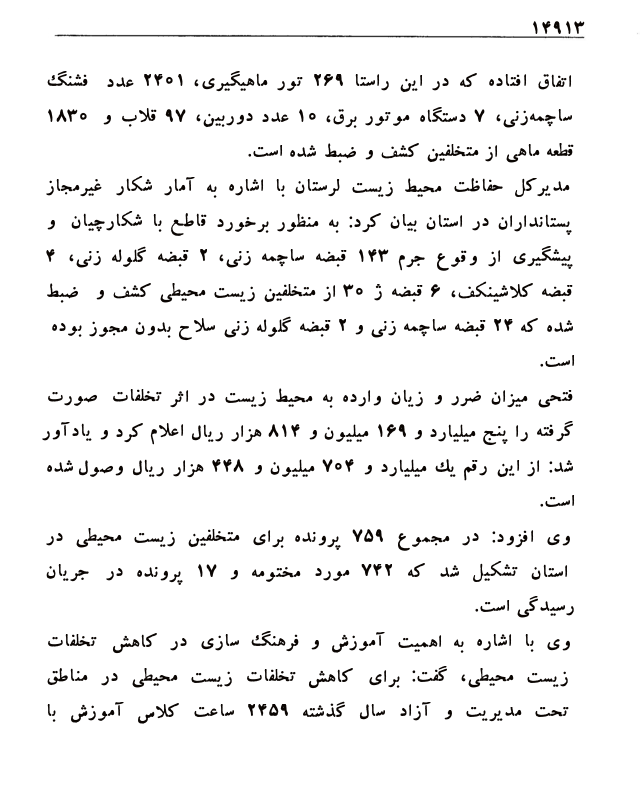 ۱۴۹۱۳
اتفاق افتاده که در این راستا ۲۶۹ تور ماهیگیری، ۲۴۰۱ عدد فشنگ
ساچمه‌زنی، ۷ دستگاه موتور برق، ۱۰ عدد دوربین، ۹۷ قلاب و ۱۸۳۰
قطعه ماهی از متخلفین کشف و ضبط شده است.
مدیرکل حفاظت محیط زیست لرستان با اشاره به آمار شکار غیرمجاز
پستانداران در استان بیان کرد: به منظور برخورد قاطع با شکارچیان و
پیشگیری از وقوع جرم ۱۴۳ قبضه ساچمه زنی، ۲ قبضه گلوله زنی، ۴
قبضه کلاشینکف، ۶ قبضه ژ ۳۰ از متخلفین زیست محیطی کشف و ضبط
شده که ۲۴ قبضه ساچمه زنی و ۲ قبضه گلوله زنی سلاح بدون مجوز بوده
است.
فتحی میزان ضرر و زیان وارده به محیط زیست در اثر تخلفات صورت
گرفته را پنج میلیارد و ۱۶۹ میلیون و ۸۱۴ هزار ریال اعلام کرد و یادآور
شد: از این رقم یک میلیارد و ۷۰۴ میلیون و ۴۴۸ هزار ریال وصول شده
است.
وی افزود: در مجموع ۷۵۹ پرونده برای متخلفین زیست محیطی در
استان تشکیل شد که ۷۴۲ مورد مختومه و ۱۷ پرونده در جریان
رسیدگی است.
وی با اشاره به اهمیت آموزش و فرهنگ سازی در کاهش تخلفات
زیست محیطی، گفت: برای کاهش تخلفات زیست محیطی در مناطق
تحت مدیریت و آزاد سال گذشته ۲۴۵۹ ساعت کلاس آموزش با